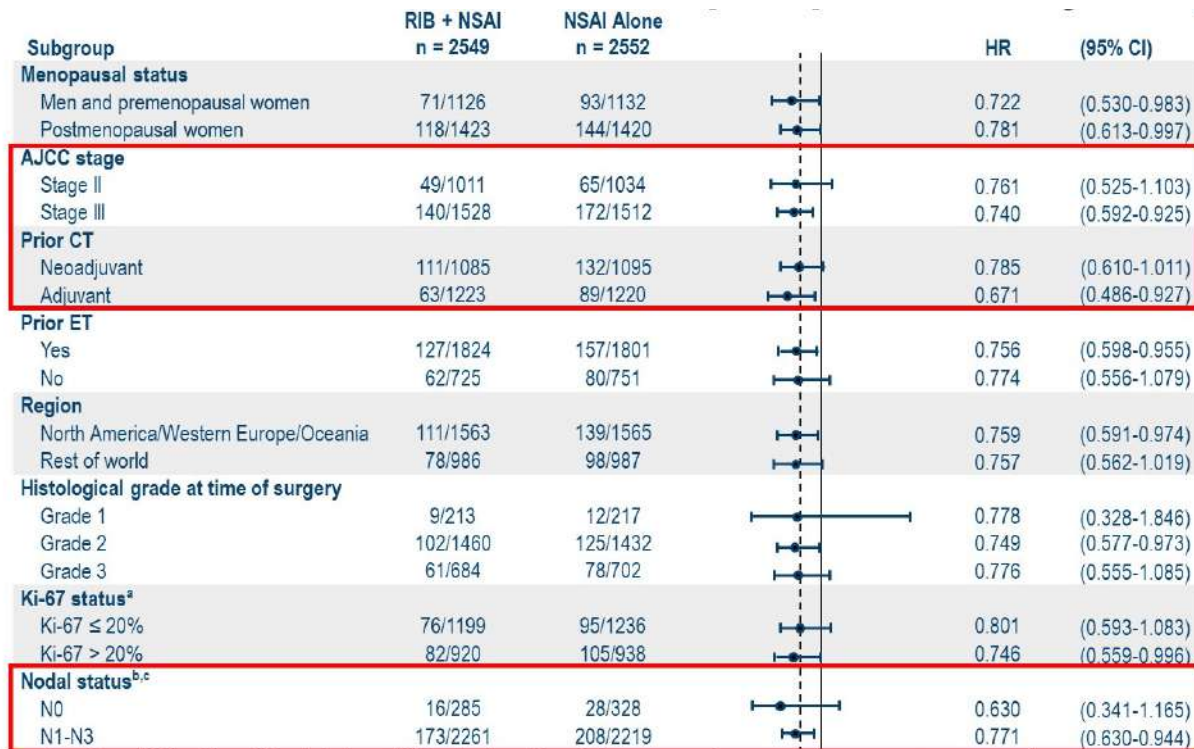 RIB + NSAI NSAI Alone
Subgroup n = 2549 n = 2552 HR (95% CI)
Menopausal status
Men and premenopausal women 71/1126 93/1132 0.722 (0.530-0.983)
Postmenopausal women 118/1423 144/1420 0.781 (0.613-0.997)
AJCC stage
Stage II 49/1011 65/1034 0.761 (0.525-1.103)
Stage III 140/1528 172/1512 0.740 (0.592-0.925)
Prior CT
Neoadjuvant 111/1085 132/1095 0.785 (0.610-1.011)
Adjuvant 63/1223 89/1220 0.671 (0.486-0.927)
Prior ET
Yes 127/1824 157/1801 0.756 (0.598-0.955)
No 62/725 80/751 0.774 (0.556-1.079)
Region
North America/Western Europe/Oceania 111/1563 139/1565 0.759 (0.591-0.974)
Rest of world 78/986 98/987 0.757 (0.562-1.019)
Histological grade at time of surgery
Grade 1 9/213 12/217 0.778 (0.328-1.846)
Grade 2 102/1460 125/1432 0.749 (0.577-0.973)
Grade 3 61/684 78/702 0.776 (0.555-1.085)
Ki-67 statusᵃ
Ki-67 ≤ 20% 76/1199 95/1236 0.801 (0.593-1.083)
Ki-67 > 20% 82/920 105/938 0.746 (0.559-0.996)
Nodal statusᵇ,ᶜ
N0 16/285 28/328 0.630 (0.341-1.165)
N1-N3 173/2261 208/2219 0.771 (0.630-0.944)